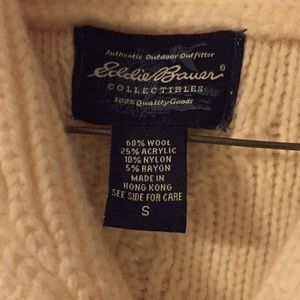 Authentic Outdoor Outfitter
Eddie Bauer®
COLLECTIBLES
100% Quality Goods
60% WOOL
25% ACRYLIC
10% NYLON
5% RAYON
MADE IN
HONG KONG
SEE SIDE FOR CARE
S